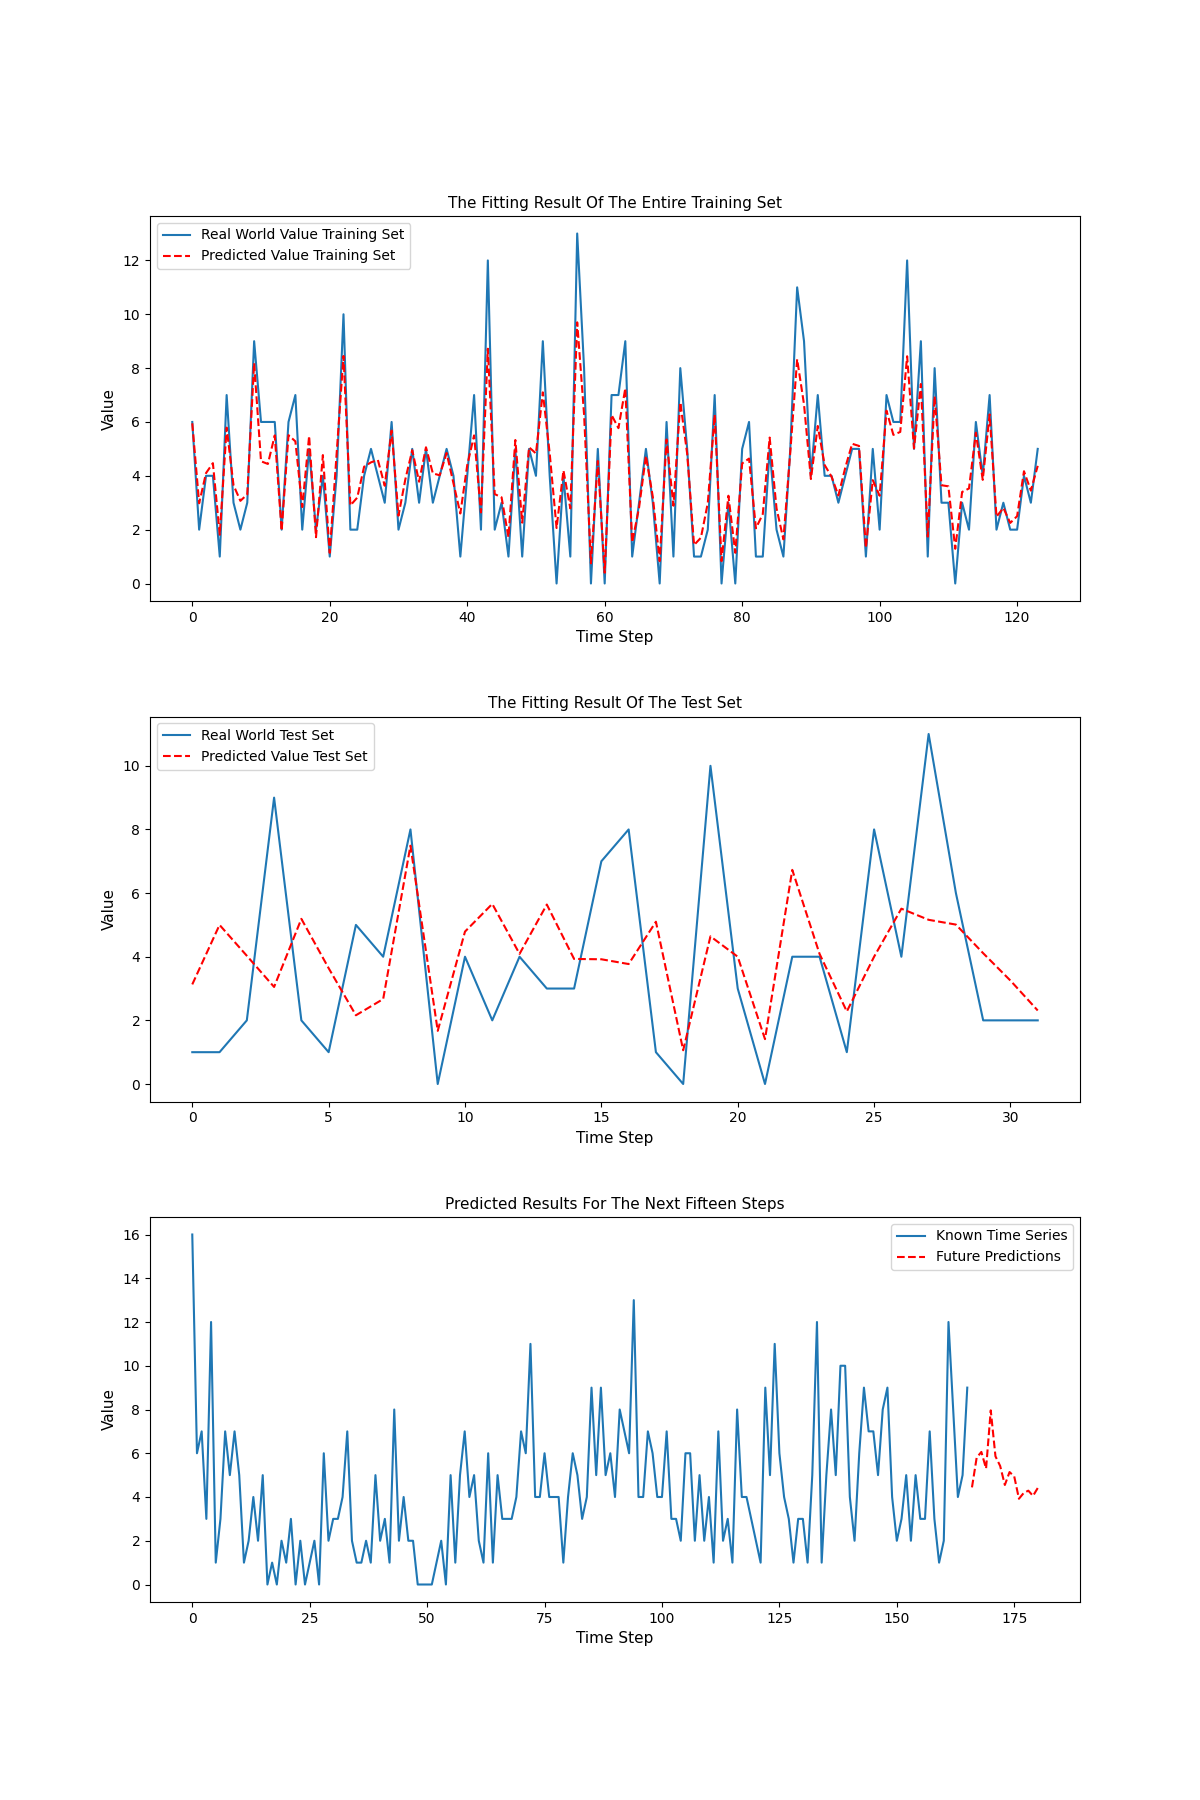 The Fitting Result Of The Entire Training Set
Real World Value Training Set
Predicted Value Training Set
Value
12
10
8
6
4
2
0
0 20 40 60 80 100 120
Time Step
The Fitting Result Of The Test Set
Real World Test Set
Predicted Value Test Set
Value
10
8
6
4
2
0
0 5 10 15 20 25 30
Time Step
Predicted Results For The Next Fifteen Steps
Known Time Series
Future Predictions
Value
16
14
12
10
8
6
4
2
0
0 25 50 75 100 125 150 175
Time Step